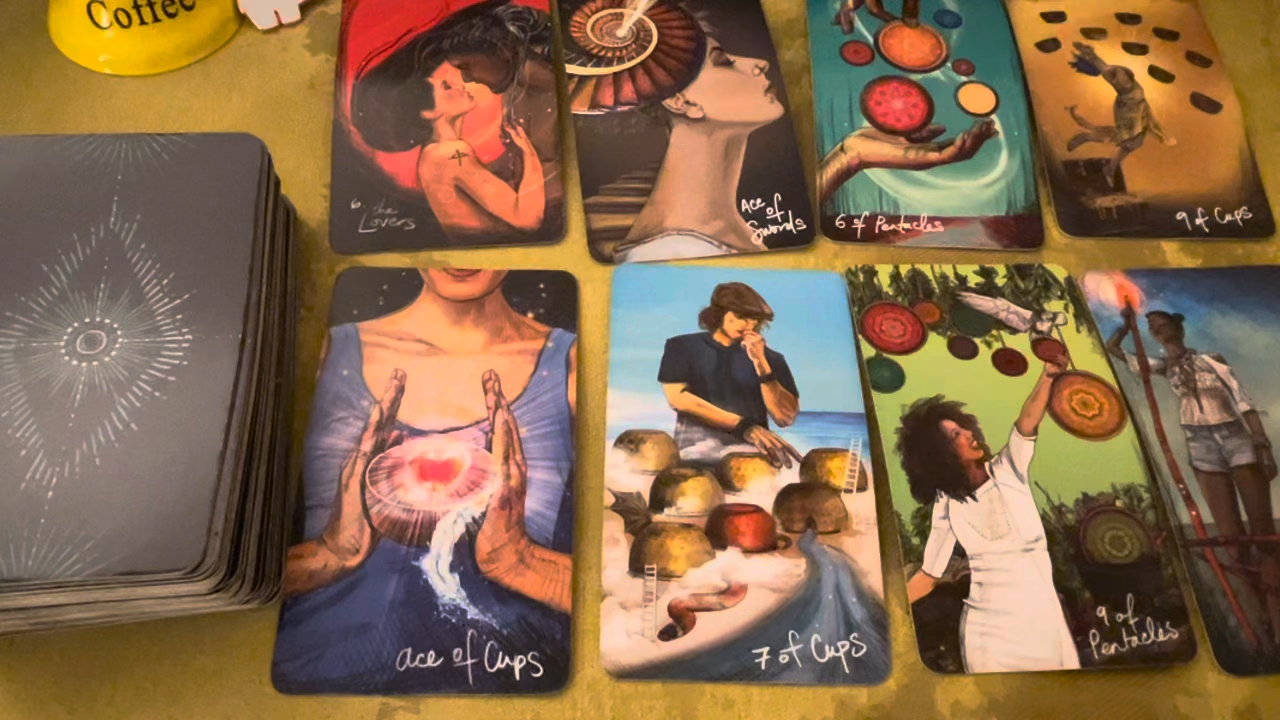 Coffee
6. the
Lovers
Ace
of
Swords
6 of Pentacles
9 of Cups
ace of Cups
7 of Cups
9 of
Pentacles